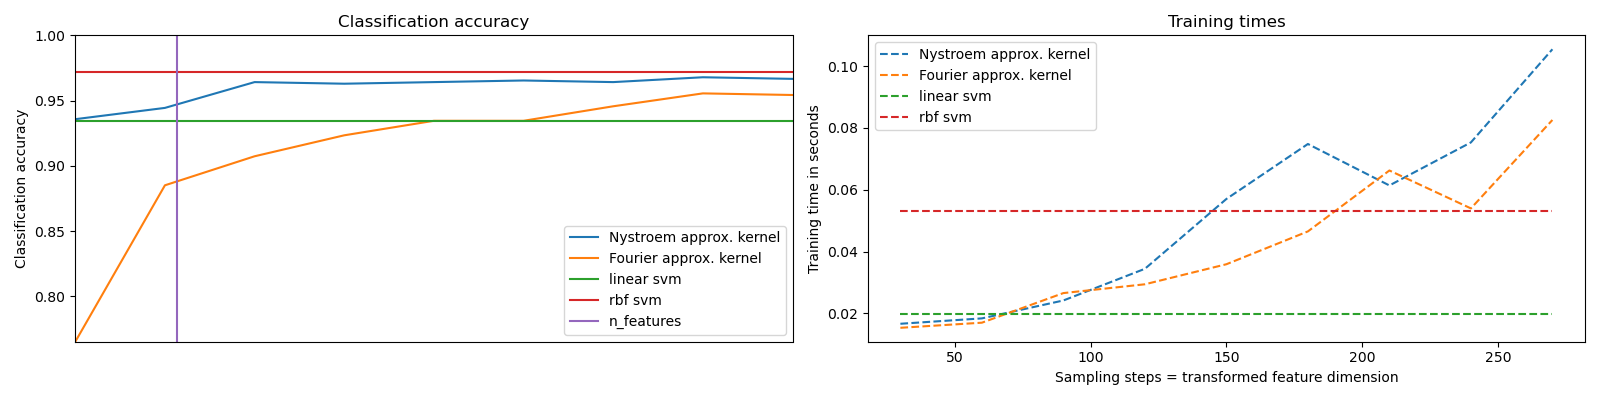 Classification accuracy
Classification accuracy
1.00
0.95
0.90
0.85
0.80
Nystroem approx. kernel
Fourier approx. kernel
linear svm
rbf svm
n_features
Training times
Training time in seconds
0.10
0.08
0.06
0.04
0.02
Nystroem approx. kernel
Fourier approx. kernel
linear svm
rbf svm
50
100
150
200
250
Sampling steps = transformed feature dimension